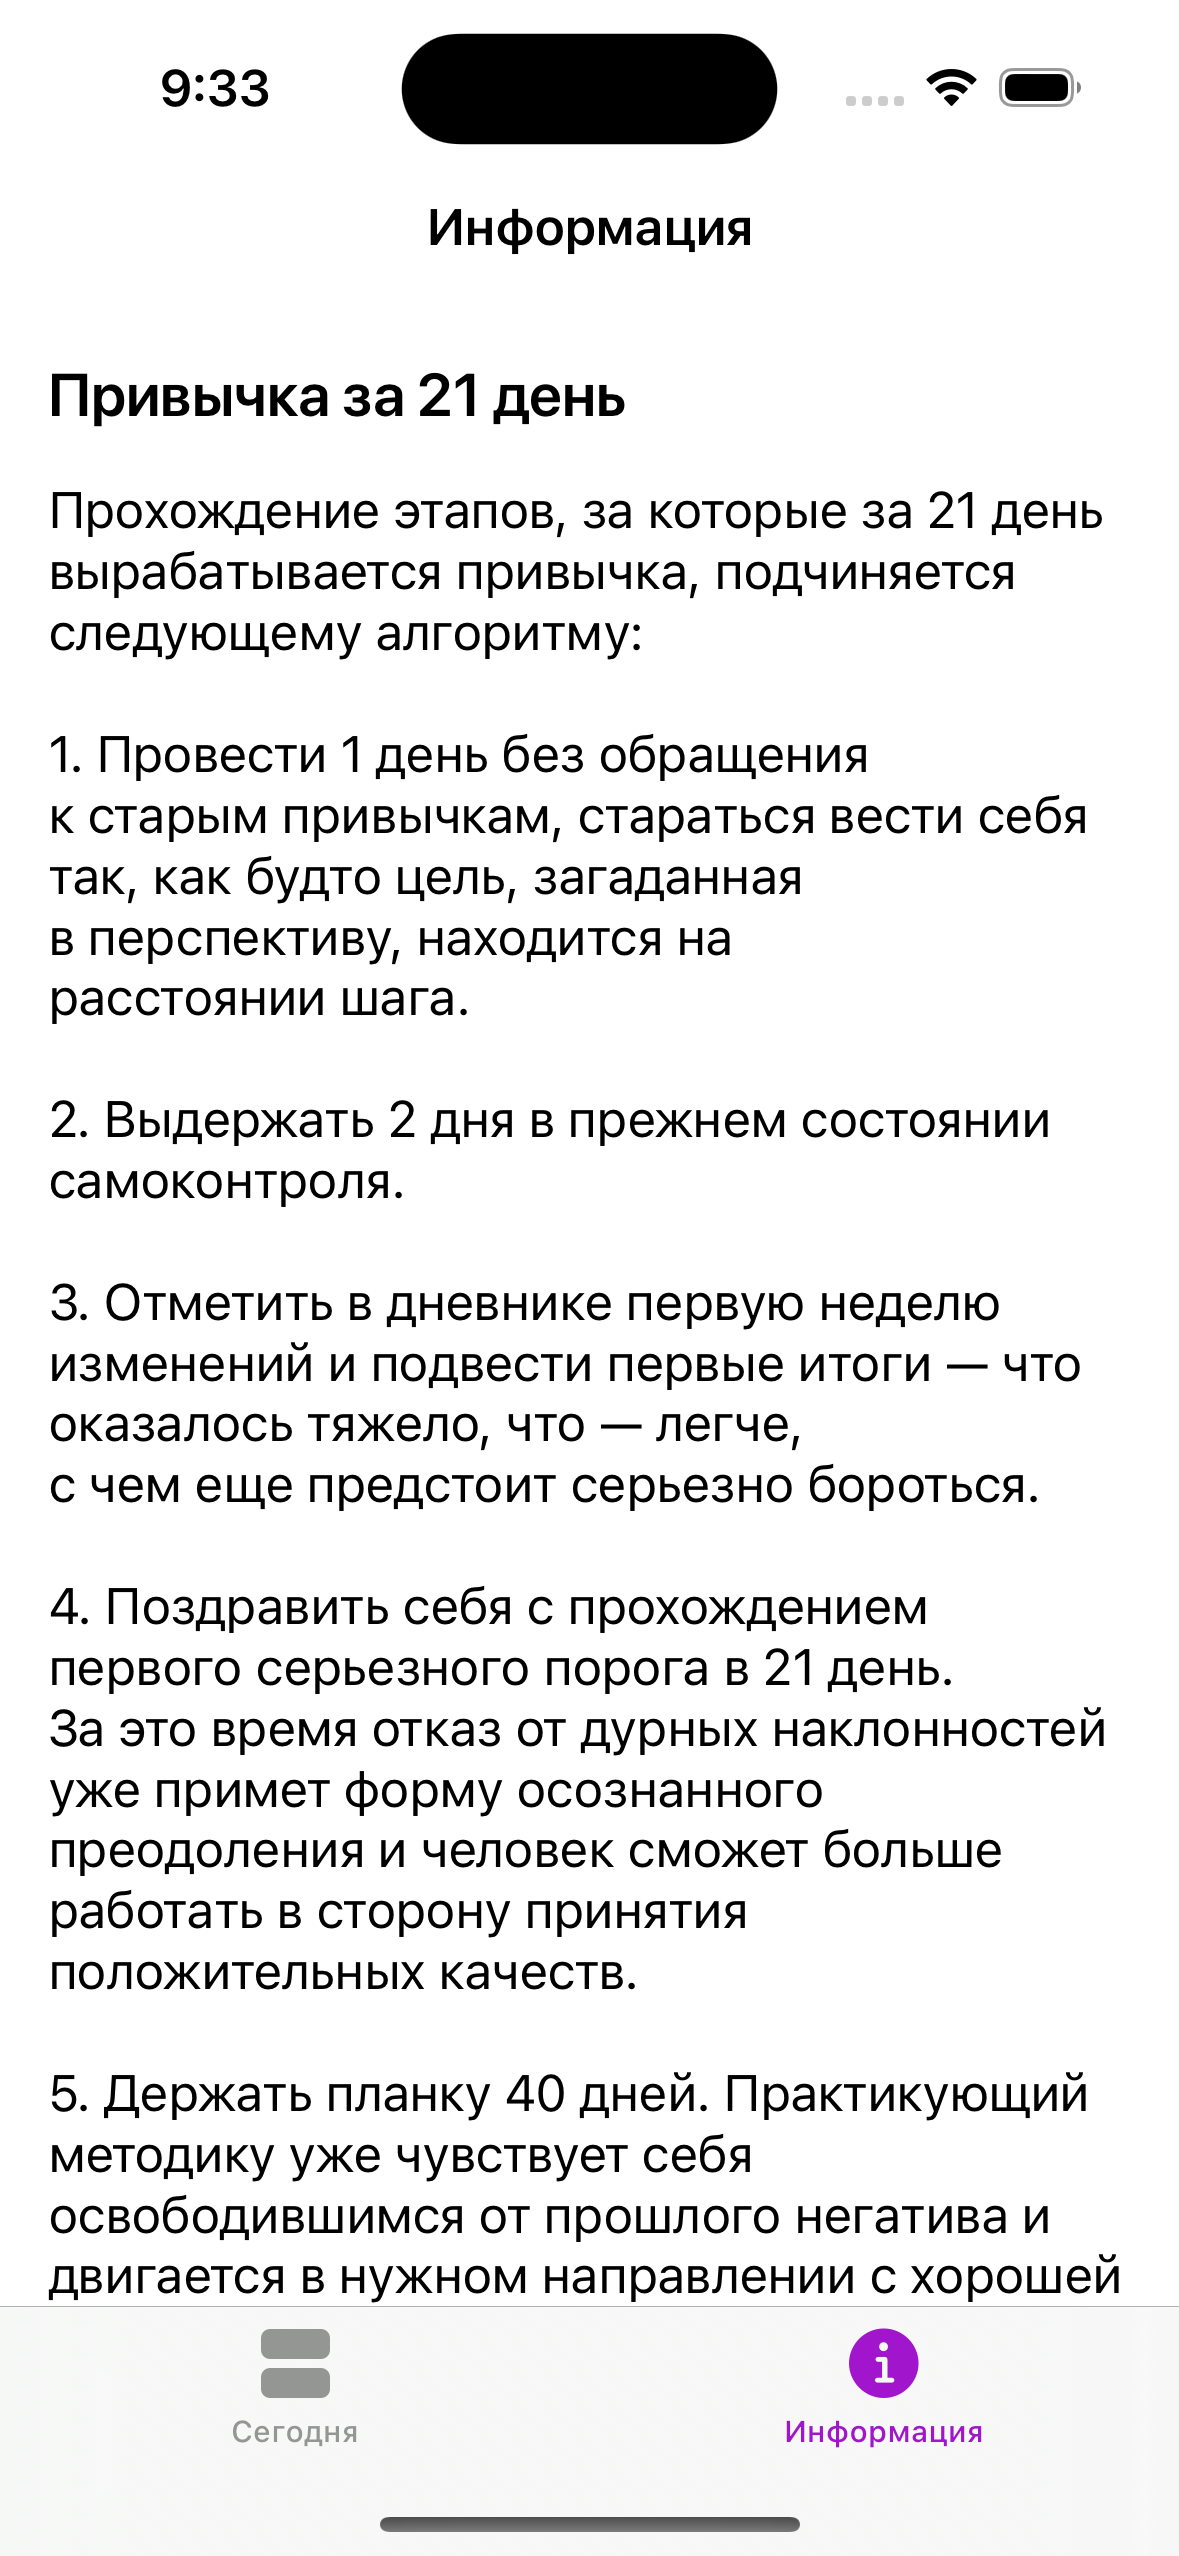 9:33
Информация
Привычка за 21 день
Прохождение этапов, за которые за 21 день
вырабатывается привычка, подчиняется
следующему алгоритму:
1. Провести 1 день без обращения
к старым привычкам, стараться вести себя
так, как будто цель, загаданная
в перспективу, находится на
расстоянии шага.
2. Выдержать 2 дня в прежнем состоянии
самоконтроля.
3. Отметить в дневнике первую неделю
изменений и подвести первые итоги — что
оказалось тяжело, что — легче,
с чем еще предстоит серьезно бороться.
4. Поздравить себя с прохождением
первого серьезного порога в 21 день.
За это время отказ от дурных наклонностей
уже примет форму осознанного
преодоления и человек сможет больше
работать в сторону принятия
положительных качеств.
5. Держать планку 40 дней. Практикующий
методику уже чувствует себя
освободившимся от прошлого негатива и
двигается в нужном направлении с хорошей
Сегодня
Информация